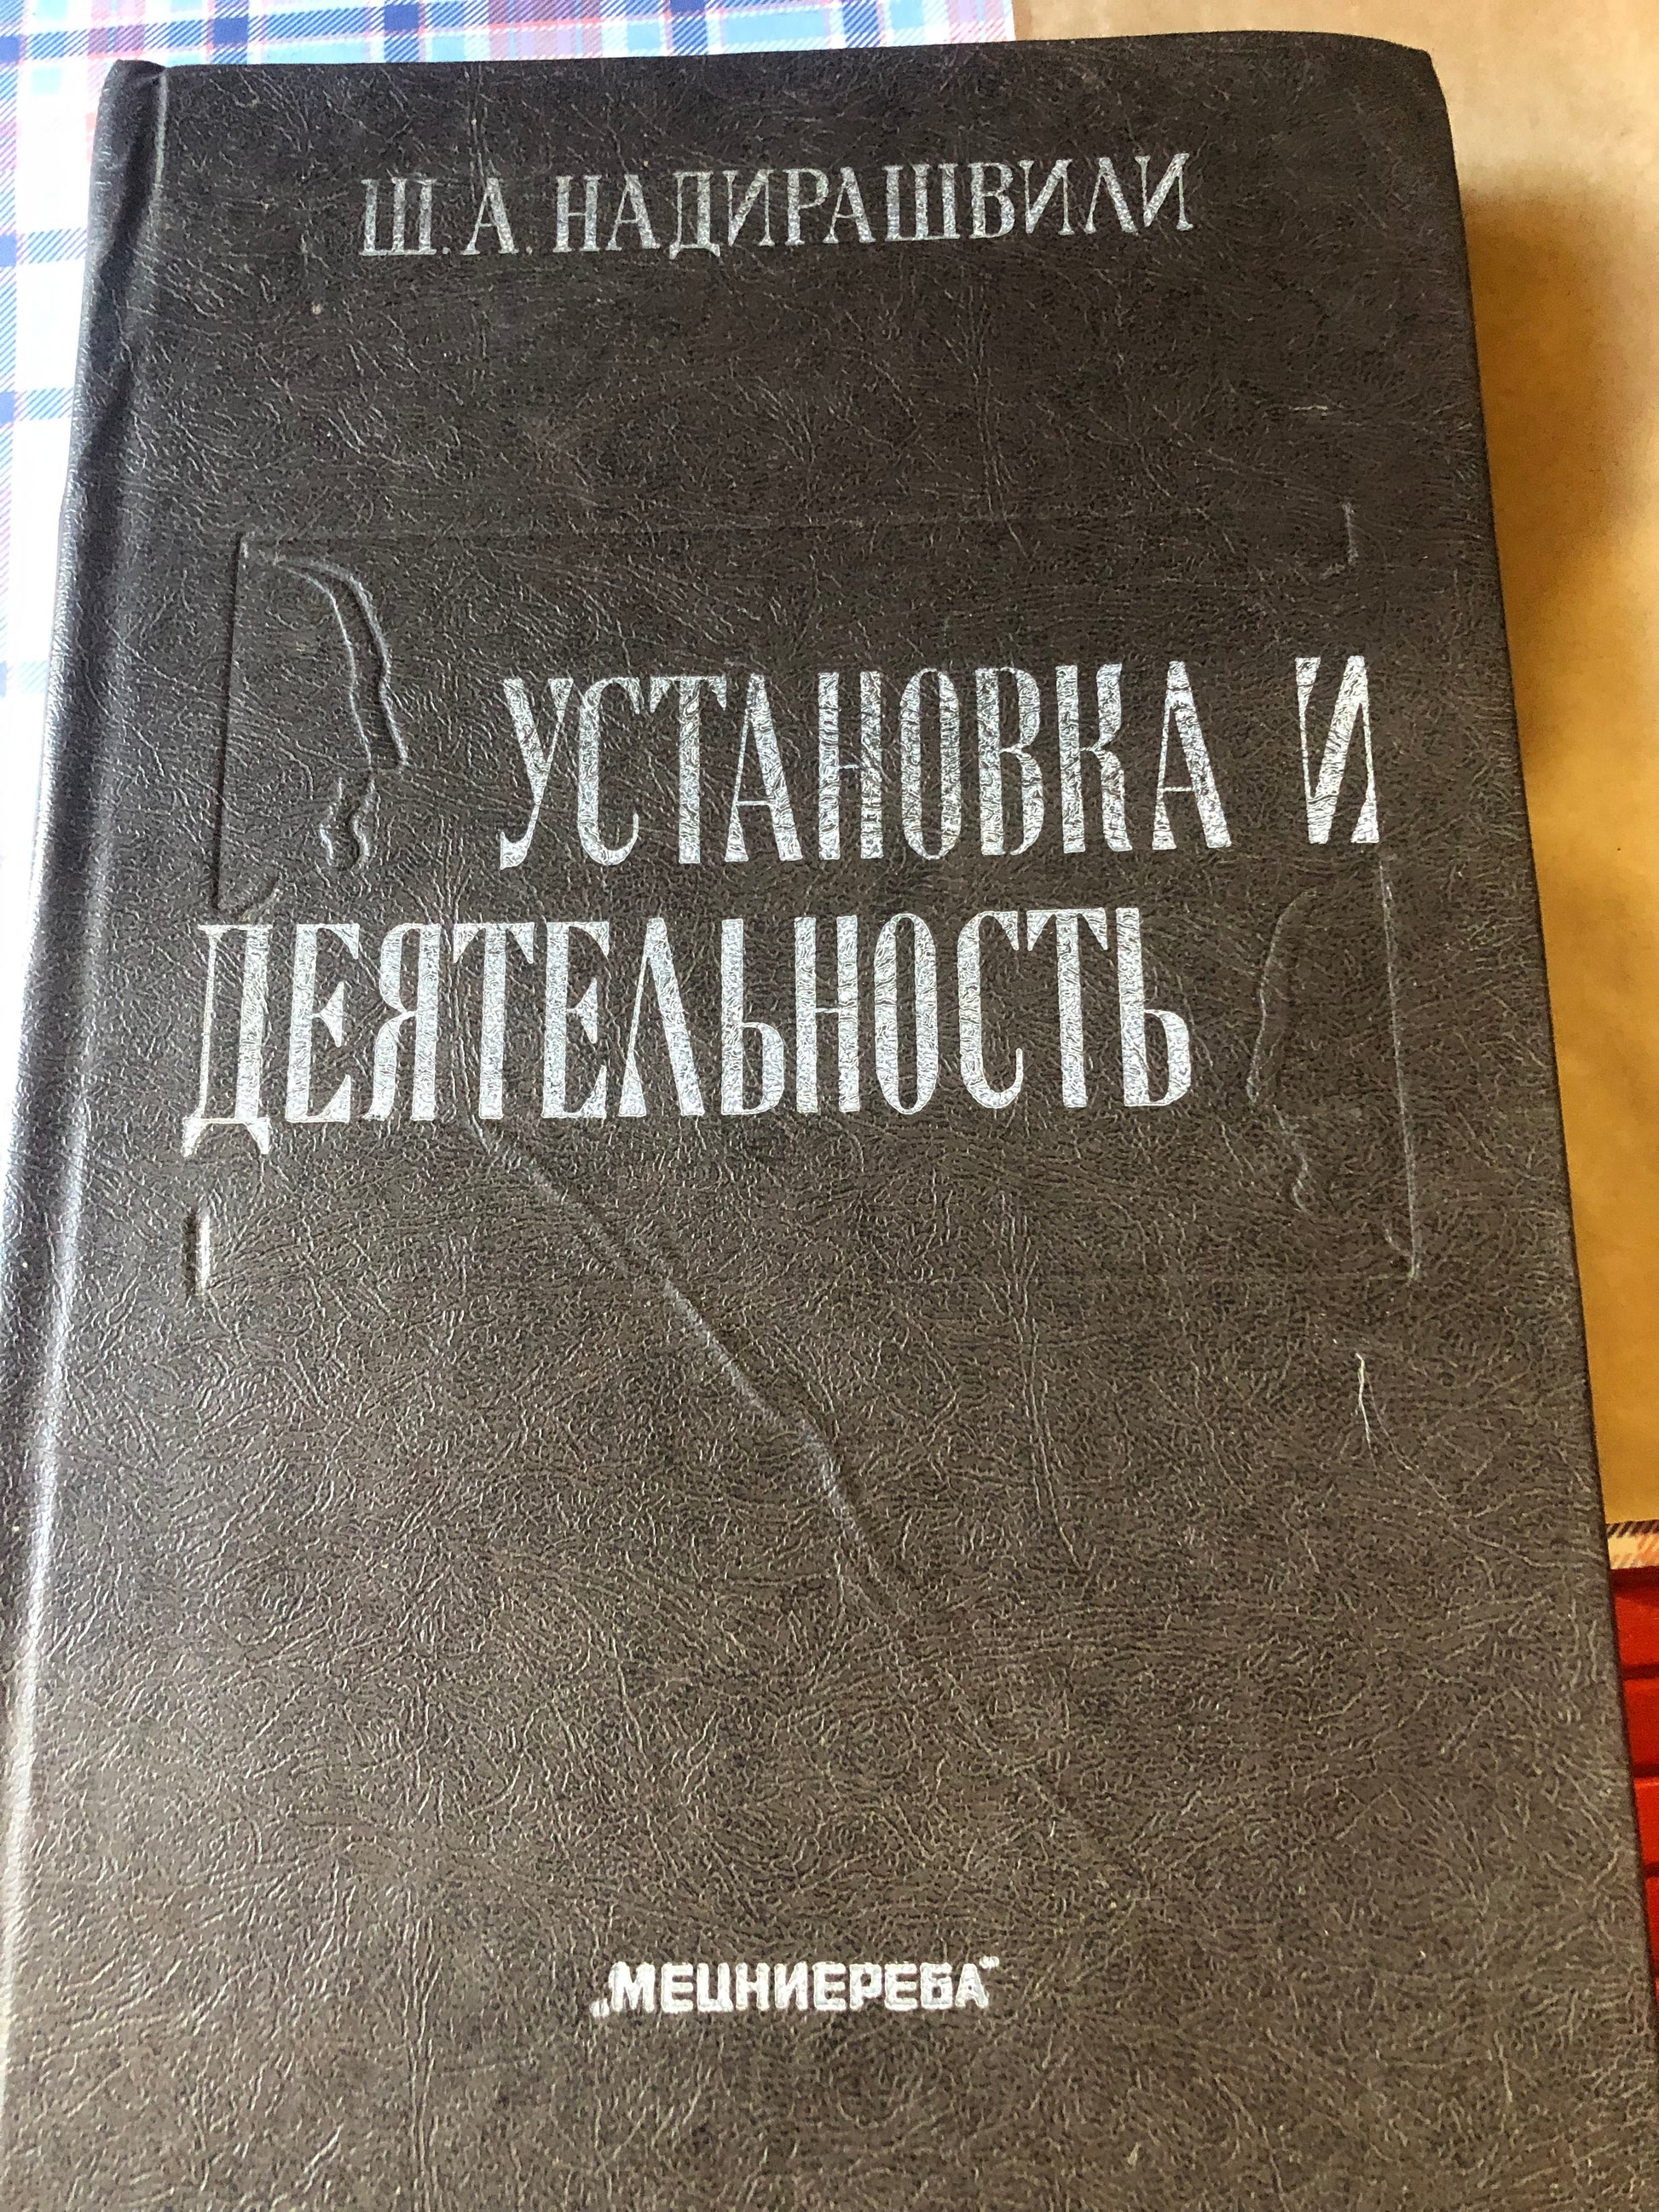 Ш. А. НАДИРАШВИЛИ
УСТАНОВКА И
ДЕЯТЕЛЬНОСТЬ
„МЕЦНИЕРЕБА“